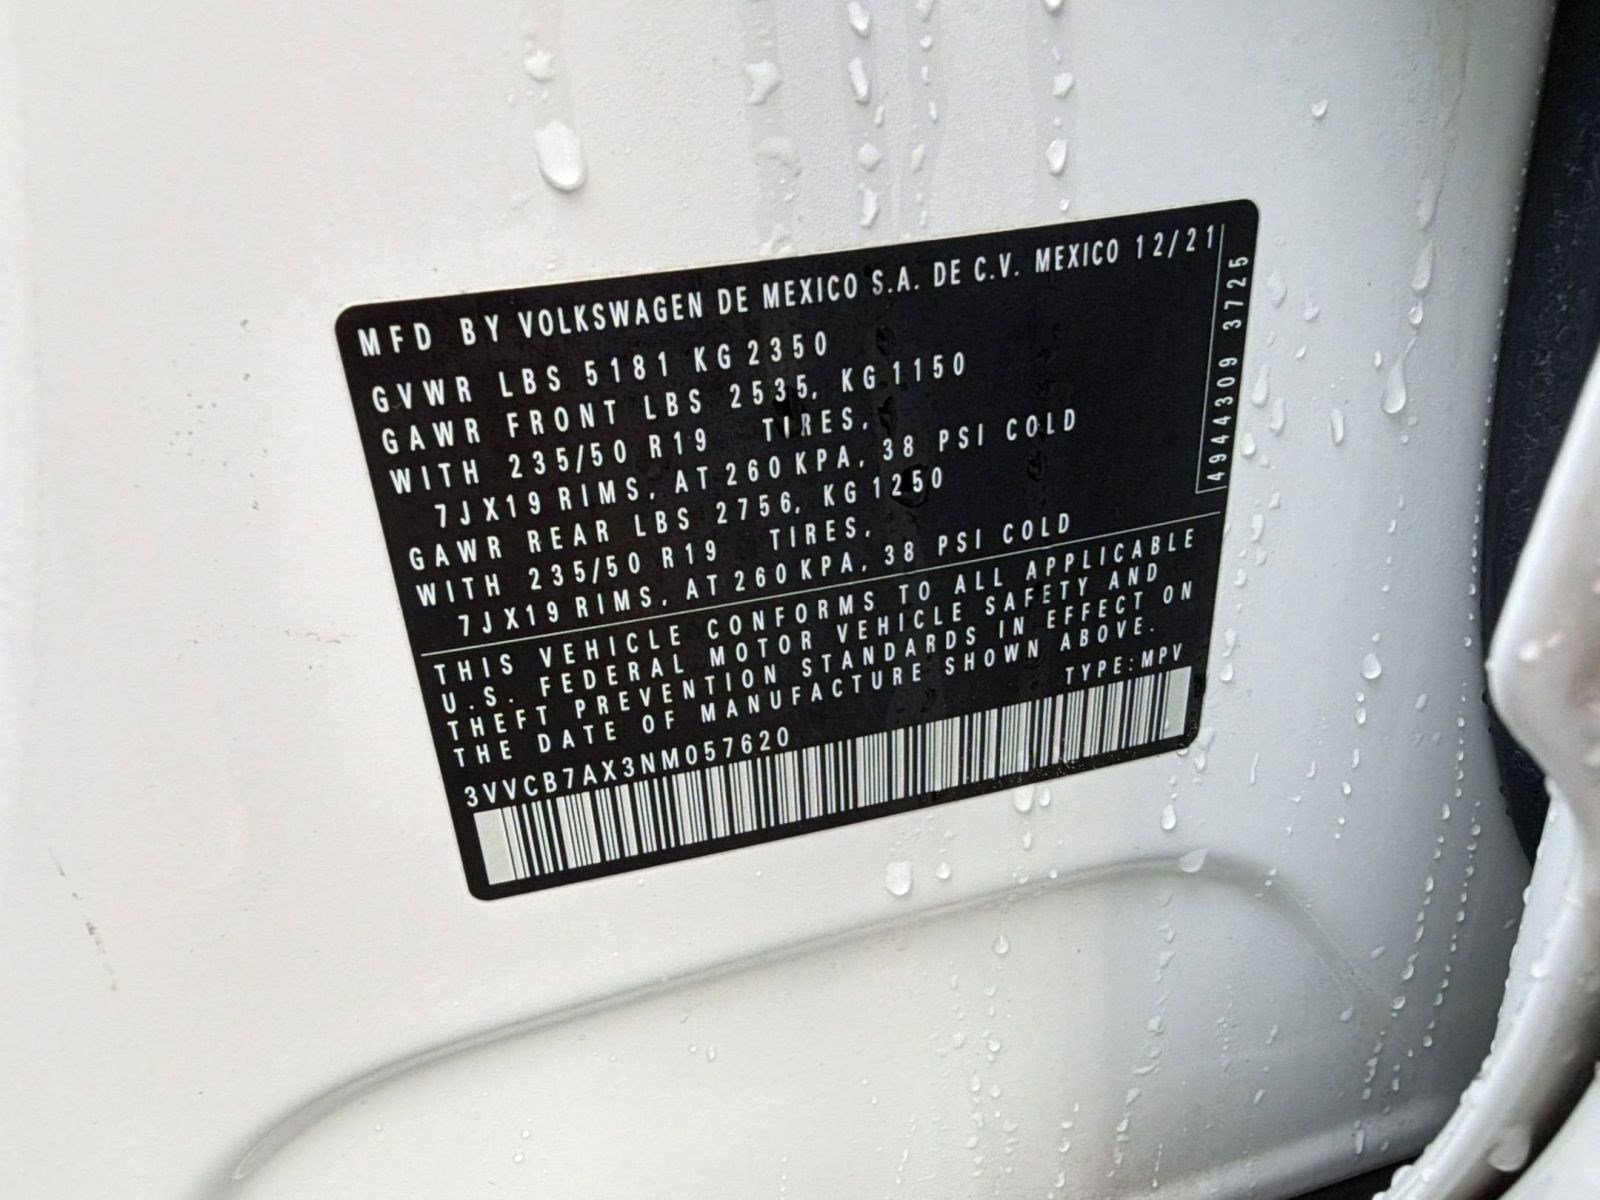 MFD BY VOLKSWAGEN DE MEXICO S.A. DE C.V. MEXICO 12/21
GVWR LBS 5181 KG 2350
GAWR FRONT LBS 2535, KG 1150
WITH 235/50 R19 TIRES,
7JX19 RIMS, AT 260 KPA, 38 PSI COLD
GAWR REAR LBS 2756, KG 1250
WITH 235/50 R19 TIRES,
7JX19 RIMS, AT 260 KPA, 38 PSI COLD
THIS VEHICLE CONFORMS TO ALL APPLICABLE
U.S. FEDERAL MOTOR VEHICLE SAFETY AND
THEFT PREVENTION STANDARDS IN EFFECT ON
THE DATE OF MANUFACTURE SHOWN ABOVE.
TYPE: MPV
3VVCB7AX3NM057620
4944309 3725